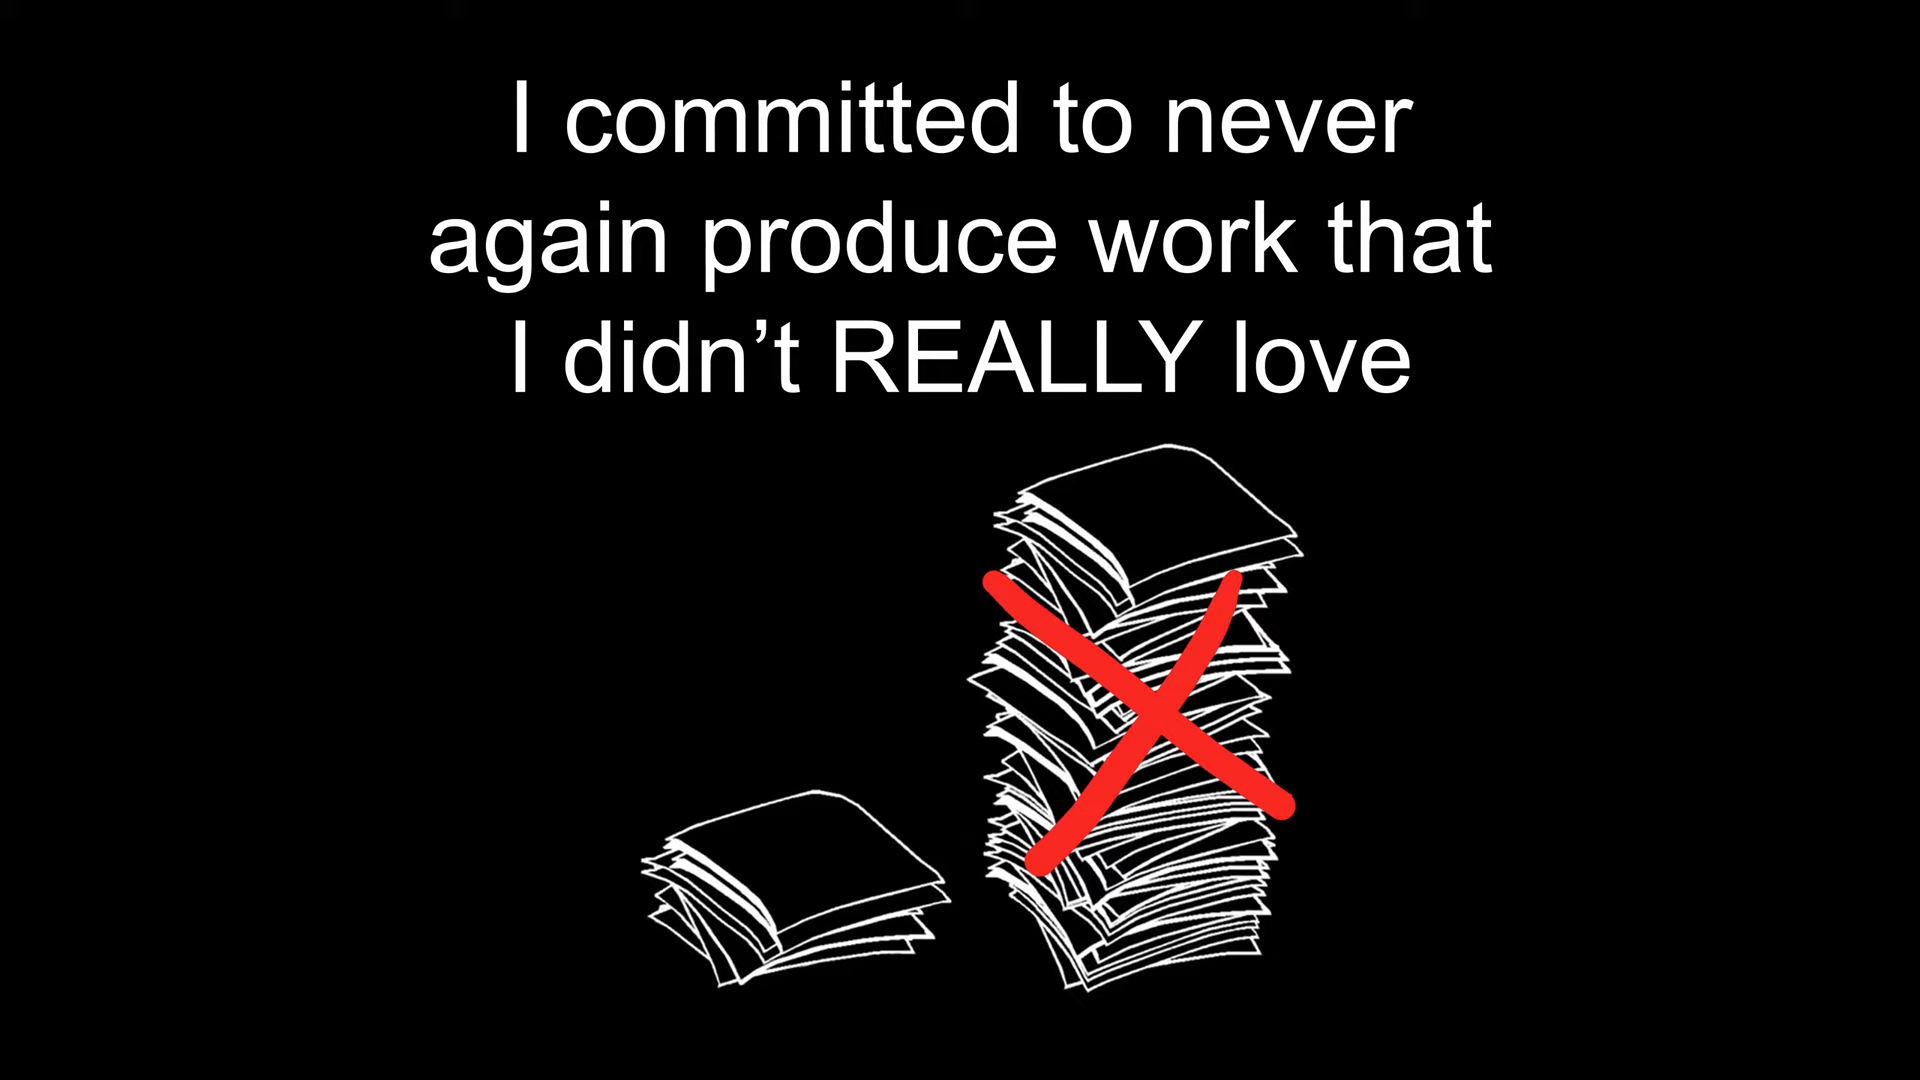 I committed to never
again produce work that
I didn’t REALLY love